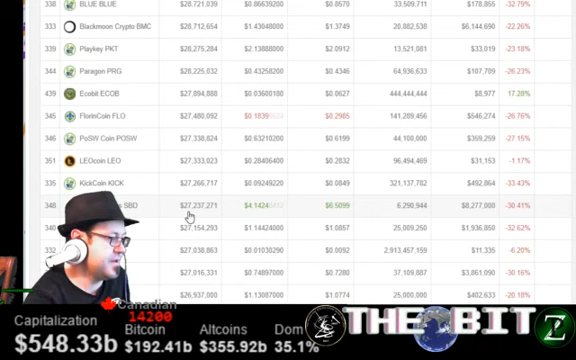 338 BLUE BLUE $28,721,039 $0.86639200 $0.8570 33,509,711 $178,855 -32.79%
333 Blackmoon Crypto BMC $28,712,654 $1.43048000 $1.3749 20,882,538 $6,144,690 -22.26%
339 Playkey PKT $28,275,284 $2.13888000 $2.0912 13,521,081 $33,019 -23.18%
344 Paragon PRG $28,225,032 $0.43258200 $0.4346 64,936,633 $107,709 -26.23%
439 Ecobit ECOB $27,894,888 $0.03600180 $0.0627 444,444,444 $8,977 17.28%
345 FlorinCoin FLO $27,480,092 $0.1839 $0.2985 141,289,456 $546,274 -26.76%
346 PoSW Coin POSW $27,338,824 $0.63210200 $0.6199 44,100,000 $359,259 -27.15%
351 LEOcoin LEO $27,333,023 $0.28406400 $0.2832 96,494,469 $31,153 -1.17%
335 KickCoin KICK $27,266,717 $0.09249220 $0.0849 321,137,782 $492,864 -33.43%
348 SBD $27,237,271 $4.1424 $6.5099 6,290,944 $8,277,000 -30.41%
340 $27,154,293 $1.14424000 $1.0857 25,009,250 $1,936,850 -32.62%
332 $27,038,863 $0.01030290 $0.0092 2,913,457,159 $11,335 -6.20%
$27,016,331 $0.74897000 $0.7280 37,109,887 $3,861,090 -30.16%
$26,937,000 $1.13087000 $1.0774 25,000,000 $402,633 -20.18%
Canadian
14200
Capitalization Bitcoin Altcoins Dom
$548.33b $192.41b $355.92b 35.1%
THE BIT